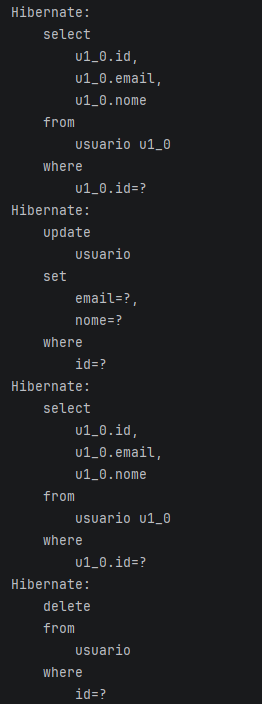 Hibernate:
    select
        u1_0.id,
        u1_0.email,
        u1_0.nome
    from
        usuario u1_0
    where
        u1_0.id=?
Hibernate:
    update
        usuario
    set
        email=?,
        nome=?
    where
        id=?
Hibernate:
    select
        u1_0.id,
        u1_0.email,
        u1_0.nome
    from
        usuario u1_0
    where
        u1_0.id=?
Hibernate:
    delete
    from
        usuario
    where
        id=?